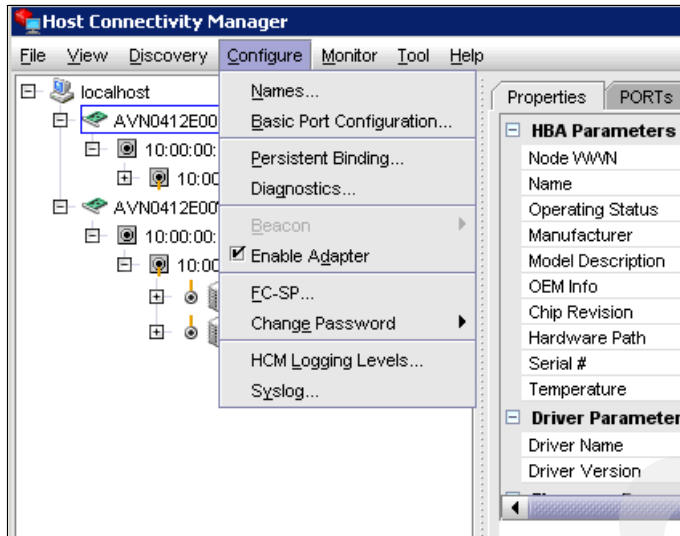 Host Connectivity Manager
File View Discovery Configure Monitor Tool Help
localhost
AVN0412E00
10:00:00:
10:00
AVN0412E00
10:00:00:
10:00
Names...
Basic Port Configuration...
Persistent Binding...
Diagnostics...
Beacon
Enable Adapter
FC-SP...
Change Password
HCM Logging Levels...
Syslog...
Properties PORTs
HBA Parameters
Node WWN
Name
Operating Status
Manufacturer
Model Description
OEM Info
Chip Revision
Hardware Path
Serial #
Temperature
Driver Parameter
Driver Name
Driver Version